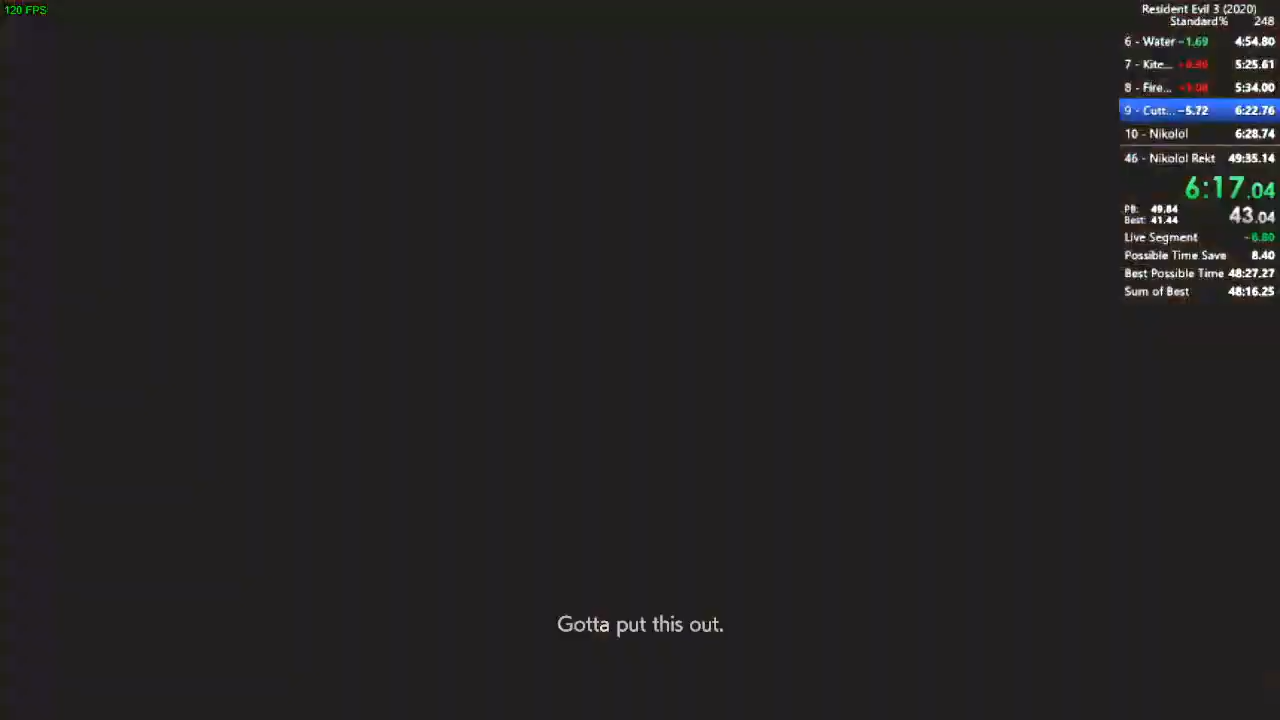 120 FPS
Resident Evil 3 (2020)
Standard% 248
6 - Water -1.69 4:54.80
7 - Kite... 5:25.61
8 - Fire... 5:34.00
9 - Cutt... -5.72 6:22.76
10 - Nikolol 6:28.74
46 - Nikolol Rekt 49:35.14
6:17.04
PB: 49.84
Best: 41.44
43.04
Live Segment -6.80
Possible Time Save 8.40
Best Possible Time 48:27.27
Sum of Best 48:16.25
Gotta put this out.